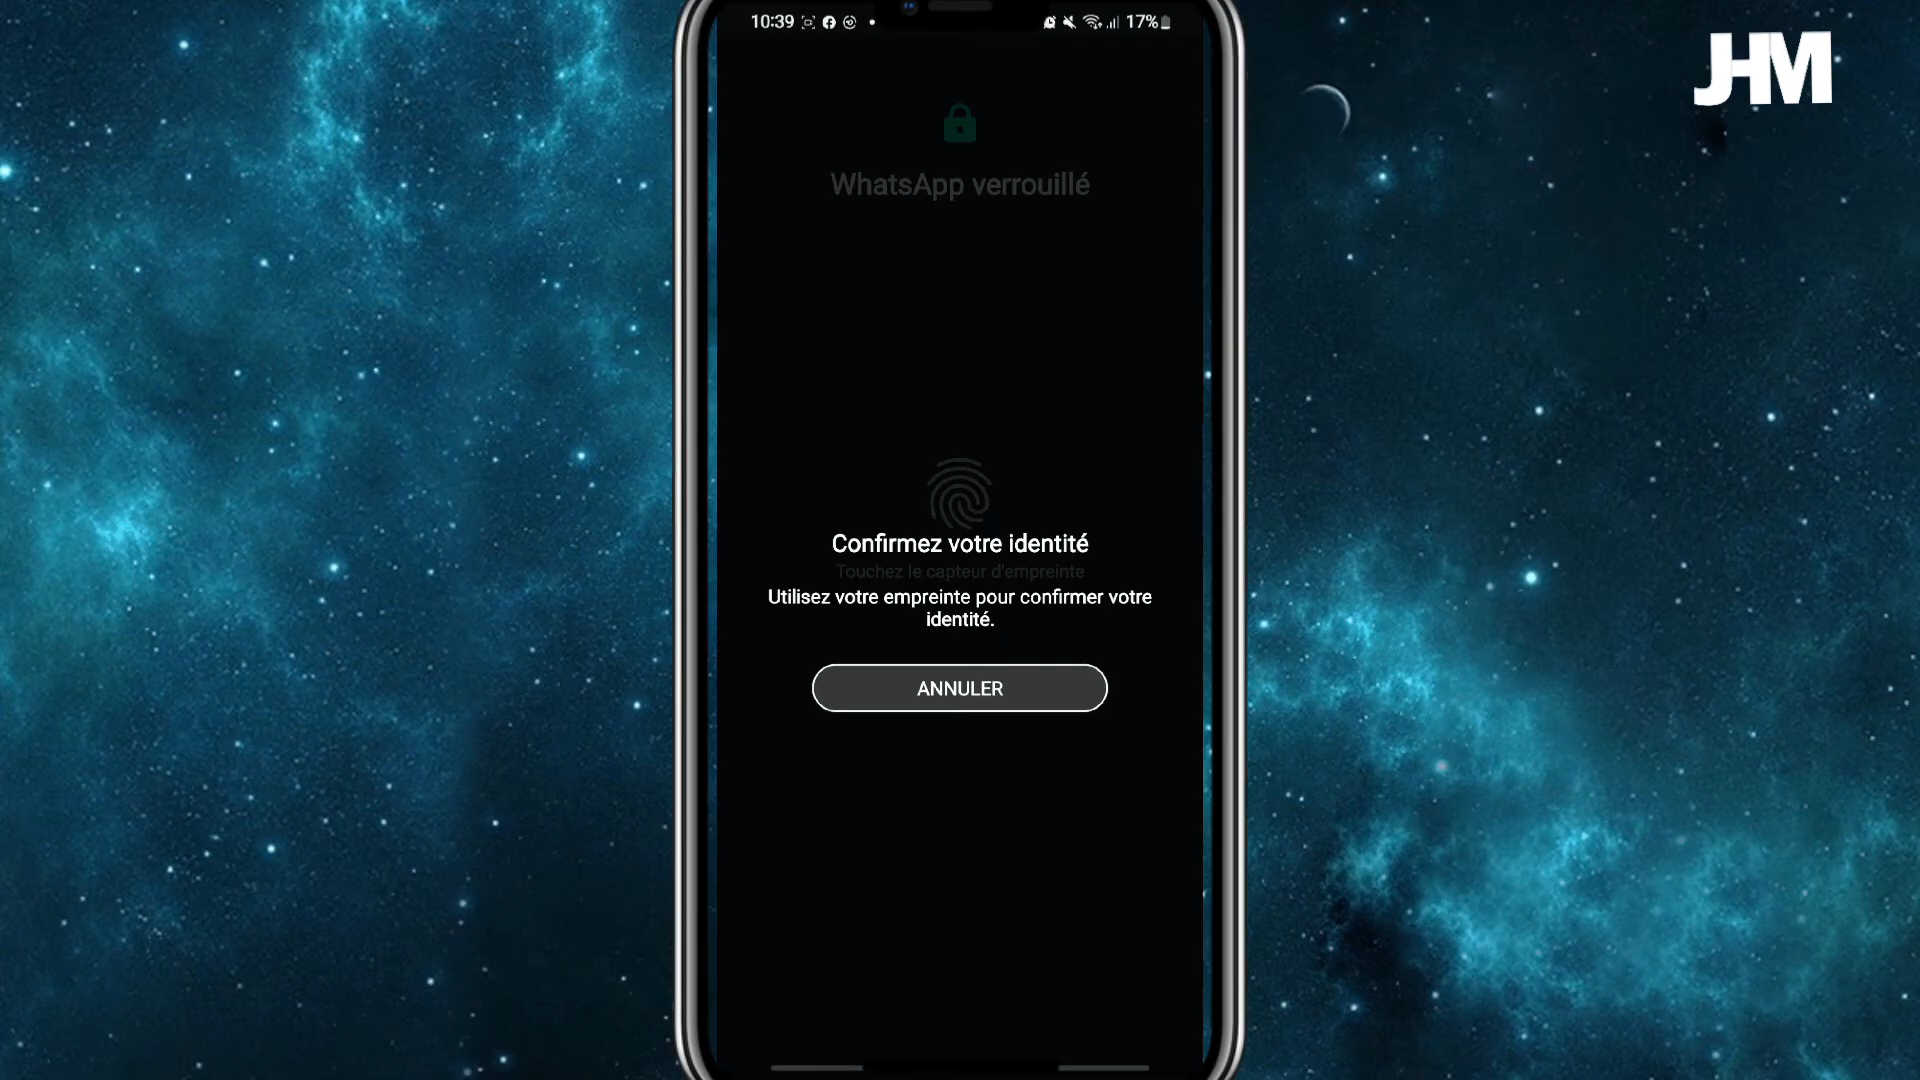 10:39
17%
JHM
WhatsApp verrouillé
Confirmez votre identité
Touchez le capteur d'empreinte
Utilisez votre empreinte pour confirmer votre
identité.
ANNULER